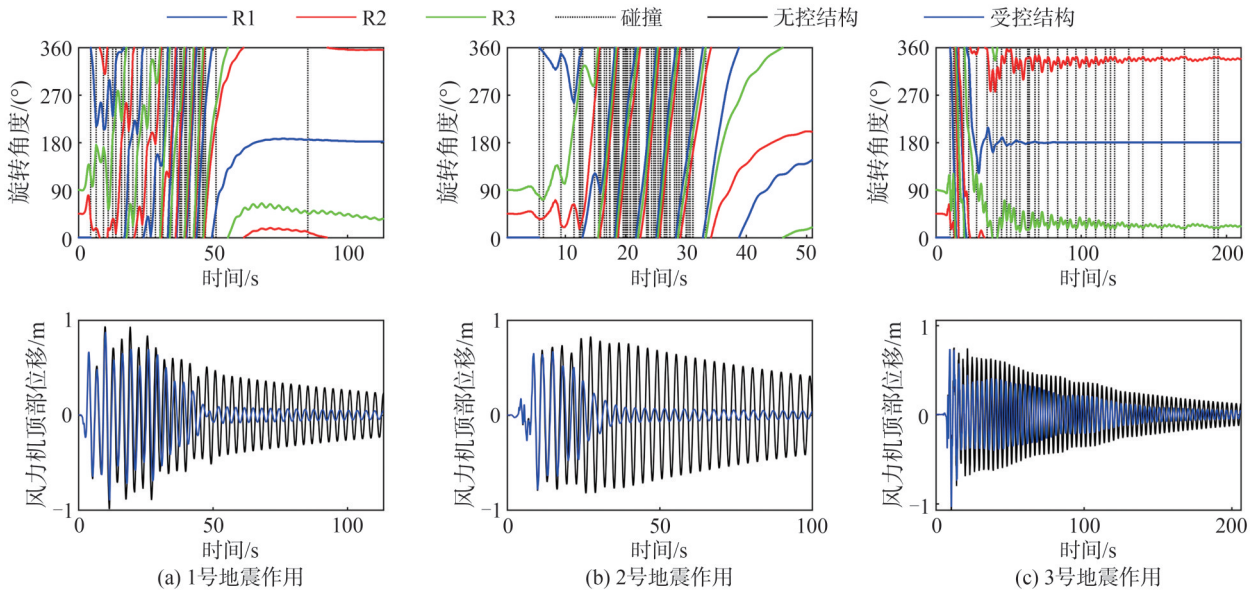 R1 R2 R3 碰撞 无控结构 受控结构
旋转角度/(°)
360
270
180
90
0
0 50 100
时间/s
旋转角度/(°)
360
270
180
90
0
0 10 20 30 40 50
时间/s
旋转角度/(°)
360
270
180
90
0
0 50 100 150 200
时间/s
风力机顶部位移/m
1
0
−1
0 50 100
时间/s
(a) 1号地震作用
风力机顶部位移/m
1
0
−1
0 50 100
时间/s
(b) 2号地震作用
风力机顶部位移/m
1
0
−1
0 100 200
时间/s
(c) 3号地震作用